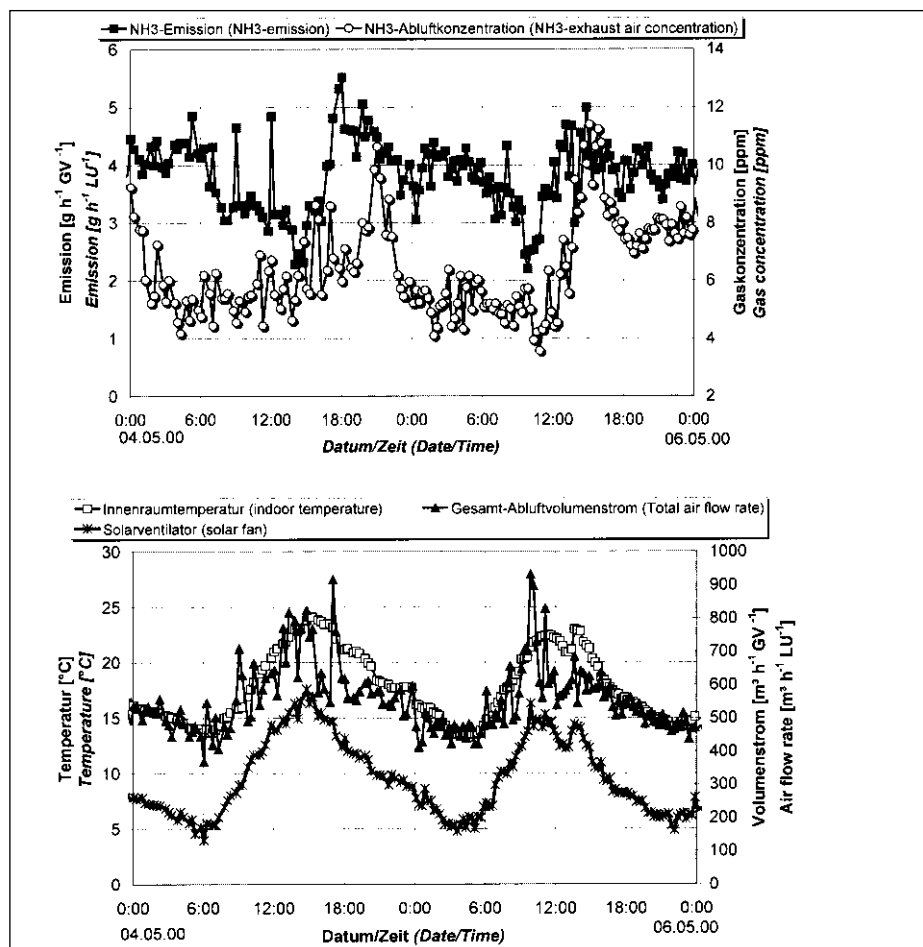 NH3-Emission (NH3-emission) NH3-Abluftkonzentration (NH3-exhaust air concentration)
6
5
4
3
2
1
0
Emission [g h⁻¹ GV⁻¹]
Emission [g h⁻¹ LU⁻¹]
14
12
10
8
6
4
2
Gaskonzentration [ppm]
Gas concentration [ppm]
0:00 6:00 12:00 18:00 0:00 6:00 12:00 18:00 0:00
04.05.00 06.05.00
Datum/Zeit (Date/Time)
Innenraumtemperatur (indoor temperature) Gesamt-Abluftvolumenstrom (Total air flow rate)
Solarventilator (solar fan)
30
25
20
15
10
5
0
Temperatur [°C]
Temperature [°C]
1000
900
800
700
600
500
400
300
200
100
0
Volumenstrom [m³ h⁻¹ GV⁻¹]
Air flow rate [m³ h⁻¹ LU⁻¹]
0:00 6:00 12:00 18:00 0:00 6:00 12:00 18:00 0:00
04.05.00 06.05.00
Datum/Zeit (Date/Time)